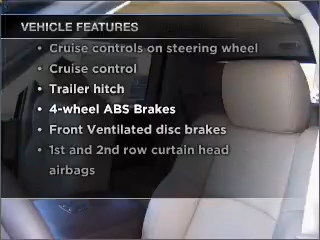 VEHICLE FEATURES
• Cruise controls on steering wheel
• Cruise control
• Trailer hitch
• 4-wheel ABS Brakes
• Front Ventilated disc brakes
• 1st and 2nd row curtain head
airbags